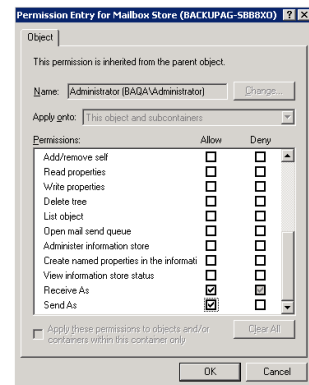 Permission Entry for Mailbox Store (BACKUPAG-SBB8XO)
Object
This permission is inherited from the parent object.
Name: Administrator (BAQA\Administrator) Change...
Apply onto: This object and subcontainers
Permissions: Allow Deny
Add/remove self
Read properties
Write properties
Delete tree
List object
Open mail send queue
Administer information store
Create named properties in the informati
View information store status
Receive As
Send As
Apply these permissions to objects and/or containers within this container only
Clear All
OK Cancel